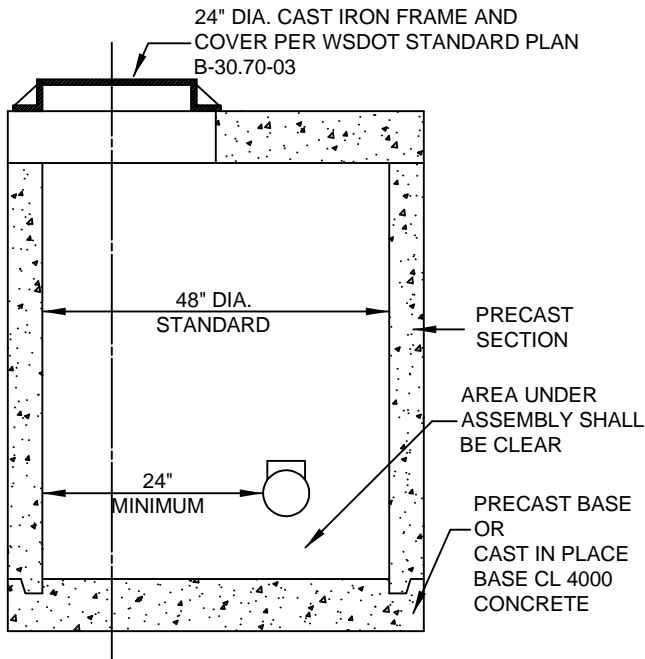 24" DIA. CAST IRON FRAME AND
COVER PER WSDOT STANDARD PLAN
B-30.70-03
48" DIA.
STANDARD
PRECAST
SECTION
AREA UNDER
ASSEMBLY SHALL
BE CLEAR
24"
MINIMUM
PRECAST BASE
OR
CAST IN PLACE
BASE CL 4000
CONCRETE